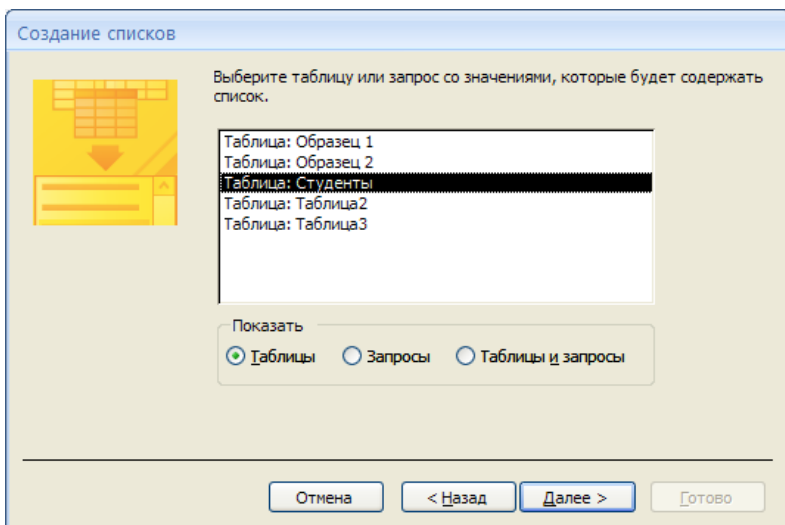 Создание списков
Выберите таблицу или запрос со значениями, которые будет содержать
список.
Таблица: Образец 1
Таблица: Образец 2
Таблица: Студенты
Таблица: Таблица2
Таблица: Таблица3
Показать
Таблицы Запросы Таблицы и запросы
Отмена < Назад Далее > Готово